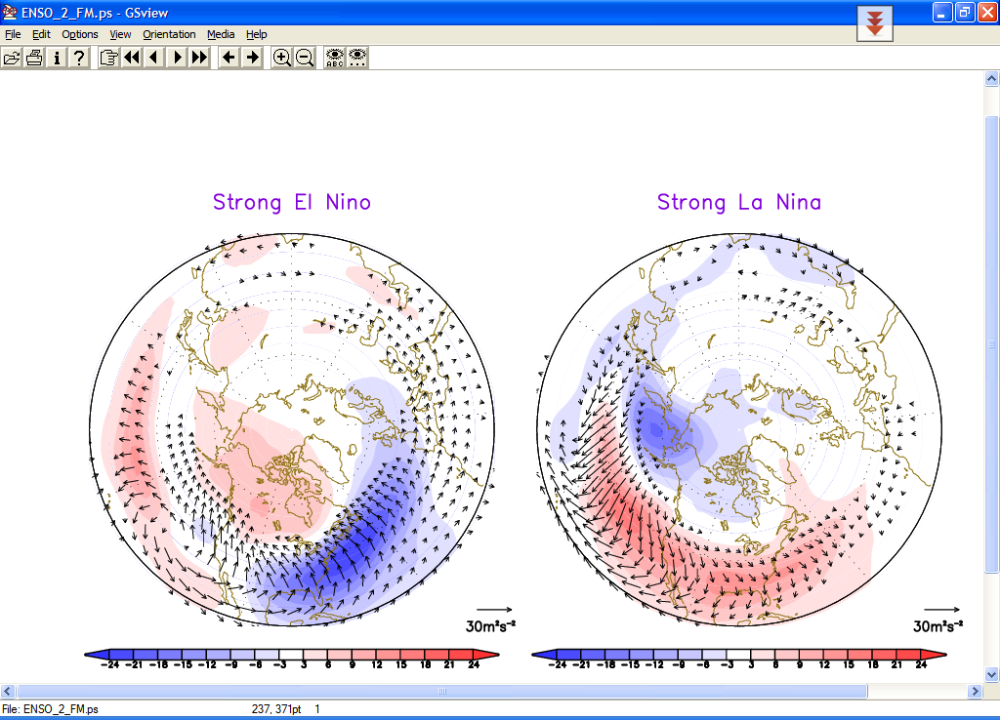 ENSO_2_FM.ps - GSview
File Edit Options View Orientation Media Help
i ?
ABC
Strong El Nino Strong La Nina
30m²s⁻² 30m²s⁻²
-24 -21 -18 -15 -12 -9 -6 -3 3 6 9 12 15 18 21 24 -24 -21 -18 -15 -12 -9 -6 -3 3 6 9 12 15 18 21 24
File: ENSO_2_FM.ps 237, 371pt 1